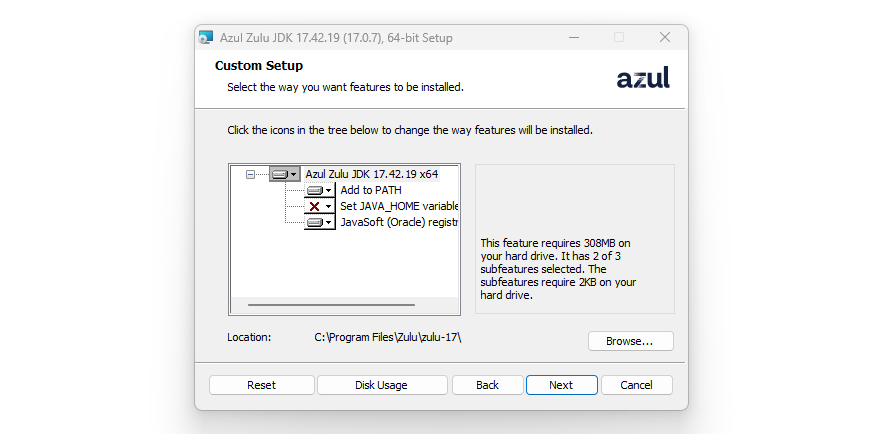 Azul Zulu JDK 17.42.19 (17.0.7), 64-bit Setup
Custom Setup
Select the way you want features to be installed.
azul
Click the icons in the tree below to change the way features will be installed.
Azul Zulu JDK 17.42.19 x64
Add to PATH
Set JAVA_HOME variable
JavaSoft (Oracle) registr
This feature requires 308MB on
your hard drive. It has 2 of 3
subfeatures selected. The
subfeatures require 2KB on your
hard drive.
Location: C:\Program Files\Zulu\zulu-17\
Browse...
Reset Disk Usage Back Next Cancel